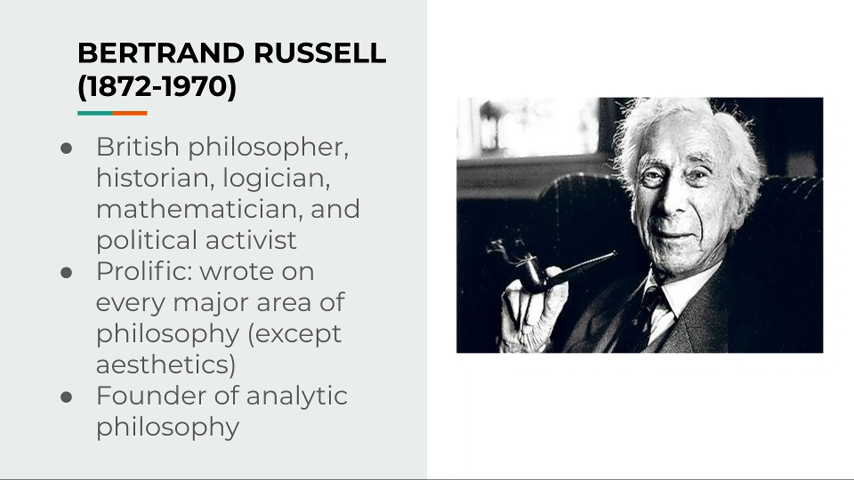 BERTRAND RUSSELL
(1872-1970)
● British philosopher,
historian, logician,
mathematician, and
political activist
● Prolific: wrote on
every major area of
philosophy (except
aesthetics)
● Founder of analytic
philosophy